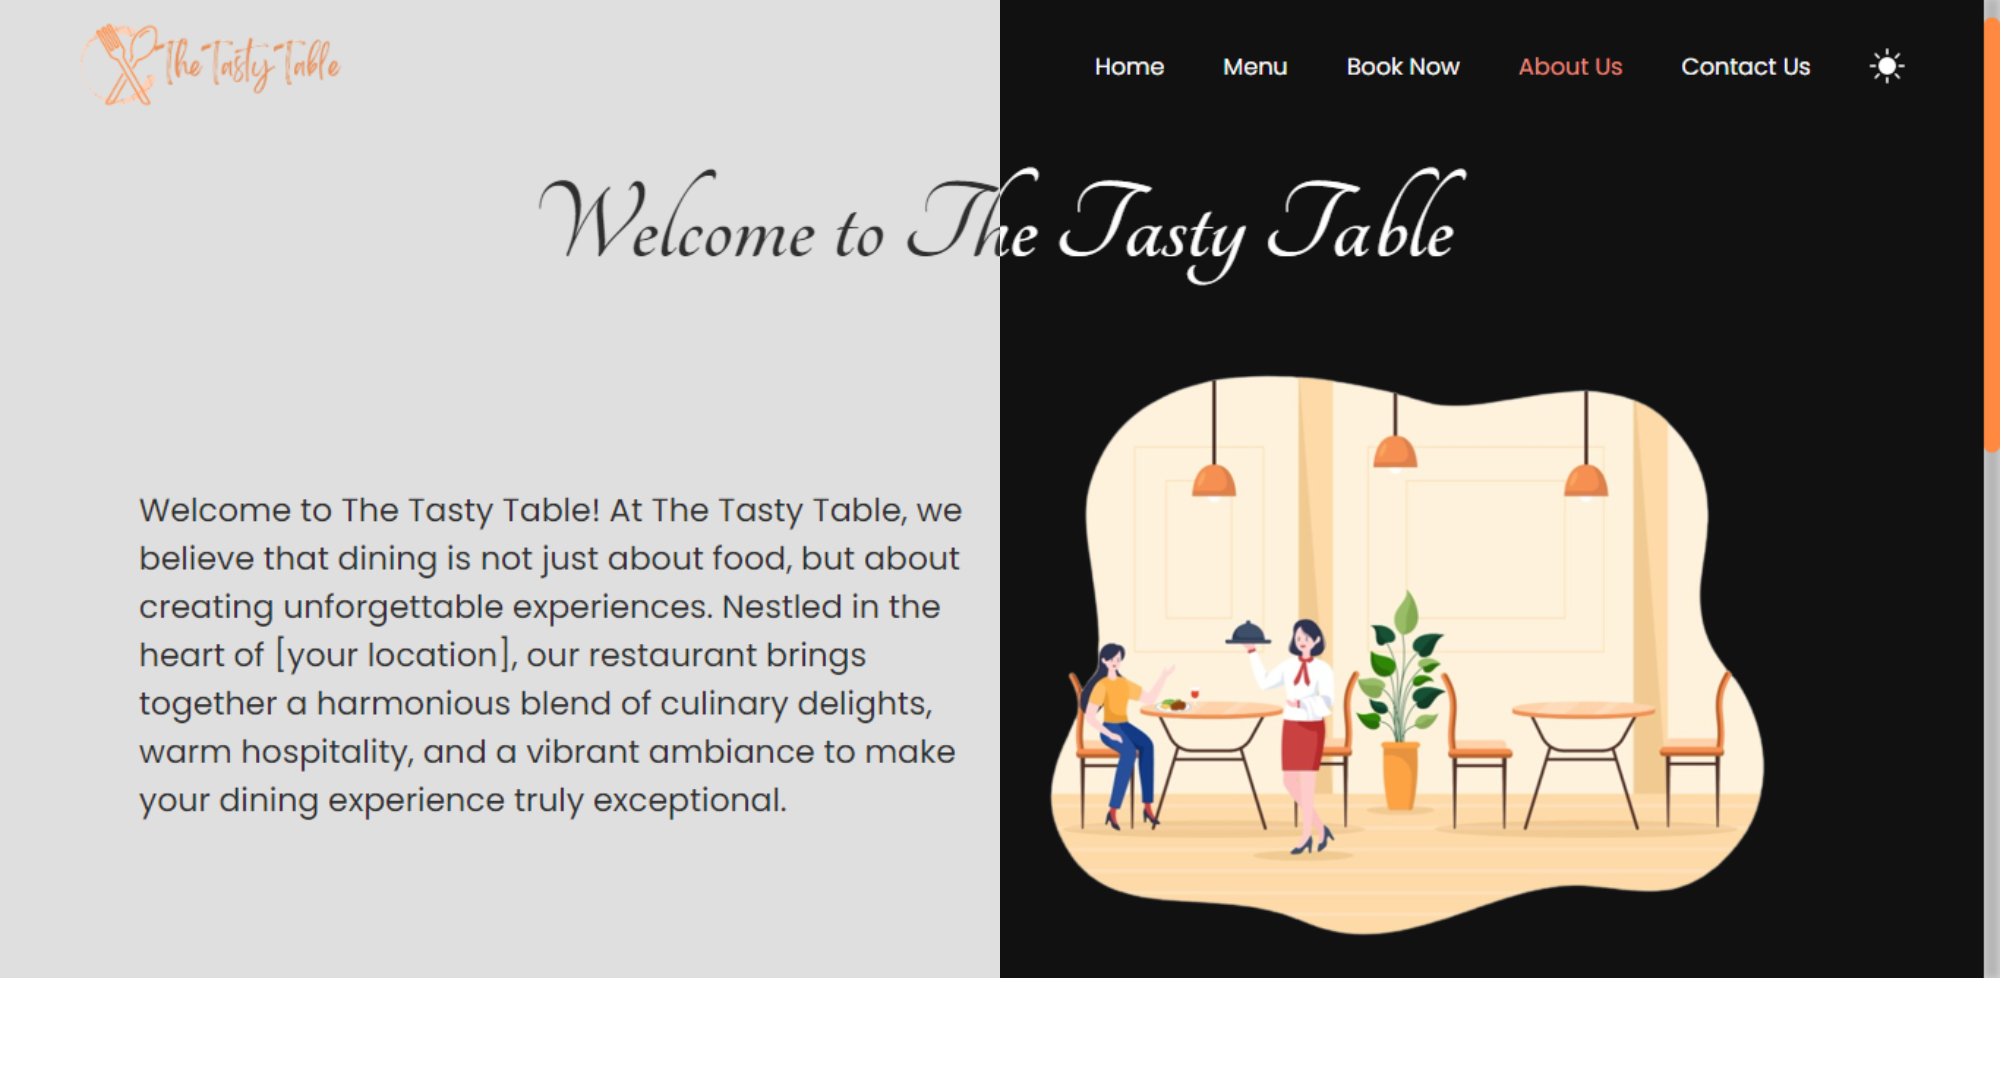 The Tasty Table
Home Menu Book Now About Us Contact Us
Welcome to The Tasty Table
Welcome to The Tasty Table! At The Tasty Table, we
believe that dining is not just about food, but about
creating unforgettable experiences. Nestled in the
heart of [your location], our restaurant brings
together a harmonious blend of culinary delights,
warm hospitality, and a vibrant ambiance to make
your dining experience truly exceptional.